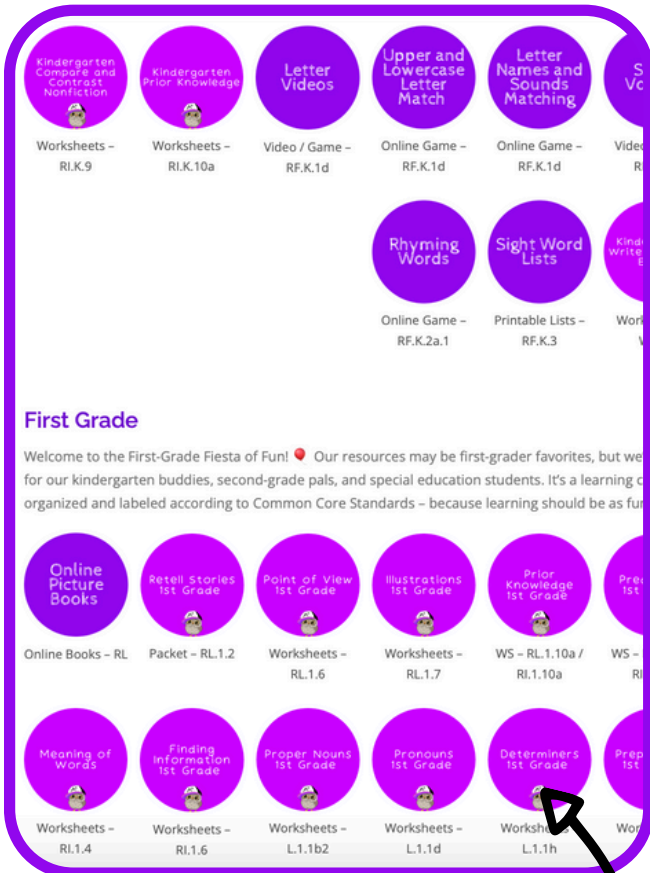 Kindergarten
Compare and
Contrast
Nonfiction
Kindergarten
Prior Knowledge
Letter
Videos
Upper and
Lowercase
Letter
Match
Letter
Names and
Sounds
Matching
Worksheets –
RI.K.9
Worksheets –
RI.K.10a
Video / Game –
RF.K.1d
Online Game –
RF.K.1d
Online Game –
RF.K.1d
Rhyming
Words
Sight Word
Lists
Online Game –
RF.K.2a.1
Printable Lists –
RF.K.3
First Grade
Welcome to the First-Grade Fiesta of Fun! 🎈 Our resources may be first-grader favorites, but we
for our kindergarten buddies, second-grade pals, and special education students. It's a learning
organized and labeled according to Common Core Standards – because learning should be as
Online
Picture
Books
Retell Stories
1st Grade
Point of View
1st Grade
Illustrations
1st Grade
Prior
Knowledge
1st Grade
Online Books – RL
Packet – RL.1.2
Worksheets –
RL.1.6
Worksheets –
RL.1.7
WS – RL.1.10a /
RI.1.10a
WS –
Meaning of
Words
Finding
Information
1st Grade
Proper Nouns
1st Grade
Pronouns
1st Grade
Determiners
1st Grade
Worksheets –
RI.1.4
Worksheets –
RI.1.6
Worksheets –
L.1.1b2
Worksheets –
L.1.1d
Worksheets –
L.1.1h